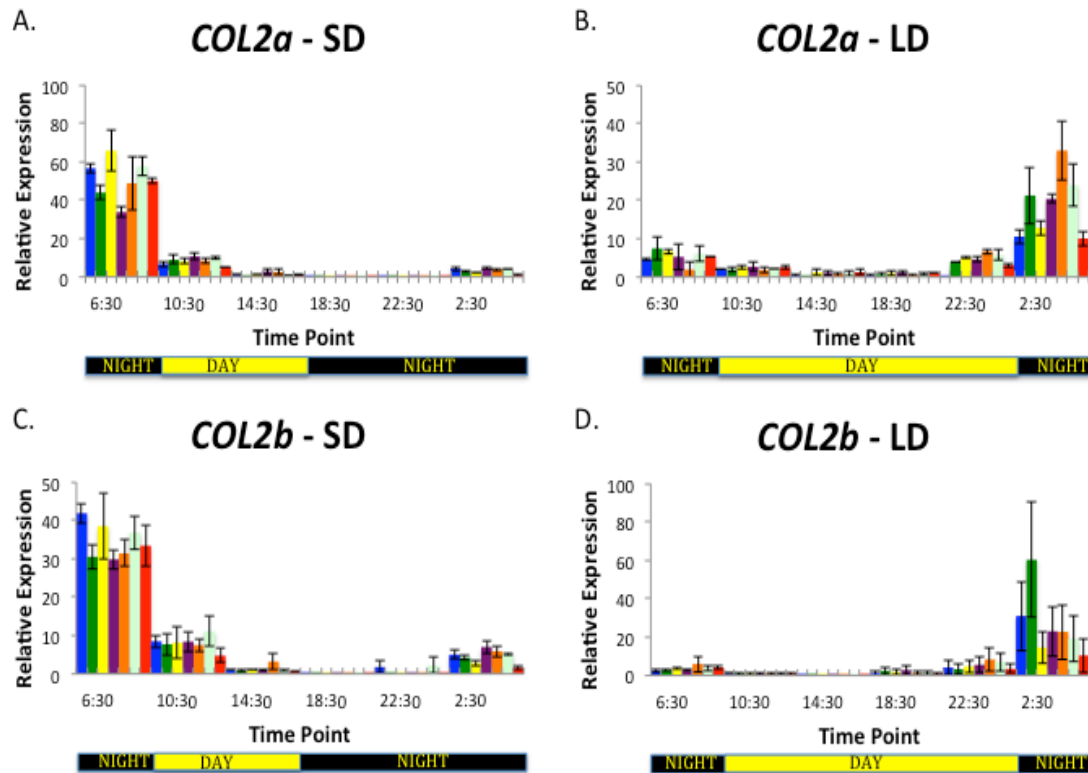 A.
COL2a - SD
Relative Expression
100
80
60
40
20
0
6:30 10:30 14:30 18:30 22:30 2:30
Time Point
NIGHT DAY NIGHT
B.
COL2a - LD
Relative Expression
50
40
30
20
10
0
6:30 10:30 14:30 18:30 22:30 2:30
Time Point
NIGHT DAY NIGHT
C.
COL2b - SD
Relative Expression
50
40
30
20
10
0
6:30 10:30 14:30 18:30 22:30 2:30
Time Point
NIGHT DAY NIGHT
D.
COL2b - LD
Relative Expression
100
80
60
40
20
0
6:30 10:30 14:30 18:30 22:30 2:30
Time Point
NIGHT DAY NIGHT